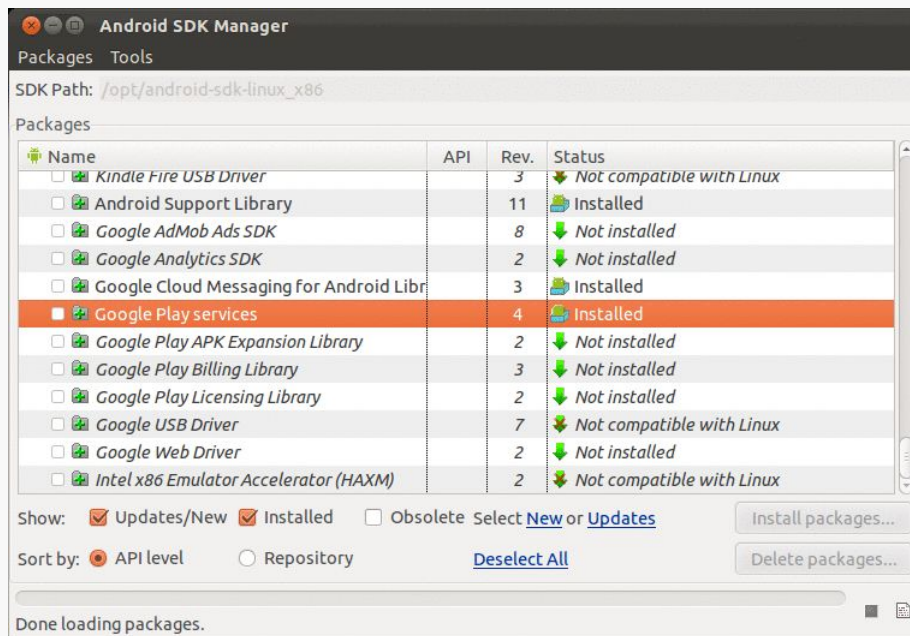 Android SDK Manager
Packages Tools
SDK Path: /opt/android-sdk-linux_x86
Packages
Name API Rev. Status
Kindle Fire USB Driver 3 Not compatible with Linux
Android Support Library 11 Installed
Google AdMob Ads SDK 8 Not installed
Google Analytics SDK 2 Not installed
Google Cloud Messaging for Android Libr 3 Installed
Google Play services 4 Installed
Google Play APK Expansion Library 2 Not installed
Google Play Billing Library 3 Not installed
Google Play Licensing Library 2 Not installed
Google USB Driver 7 Not compatible with Linux
Google Web Driver 2 Not installed
Intel x86 Emulator Accelerator (HAXM) 2 Not compatible with Linux
Show: Updates/New Installed Obsolete Select New or Updates Install packages...
Sort by: API level Repository Deselect All Delete packages...
Done loading packages.